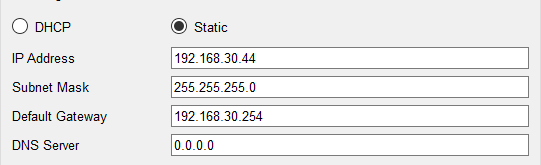 DHCP Static
IP Address 192.168.30.44
Subnet Mask 255.255.255.0
Default Gateway 192.168.30.254
DNS Server 0.0.0.0